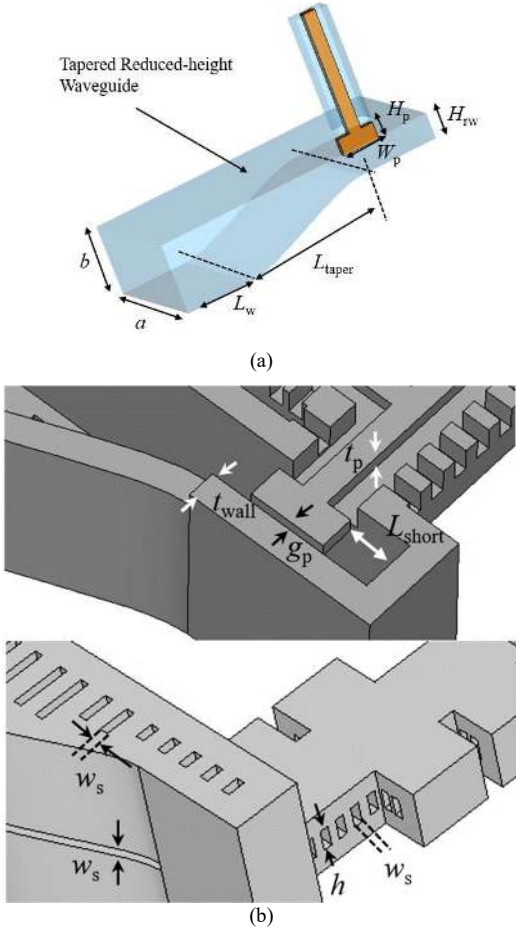 Tapered Reduced-height
Waveguide
Hp
Hrw
Wp
b
Ltaper
Lw
a
(a)
tp
twall
Lshort
gp
ws
ws
ws
h
(b)